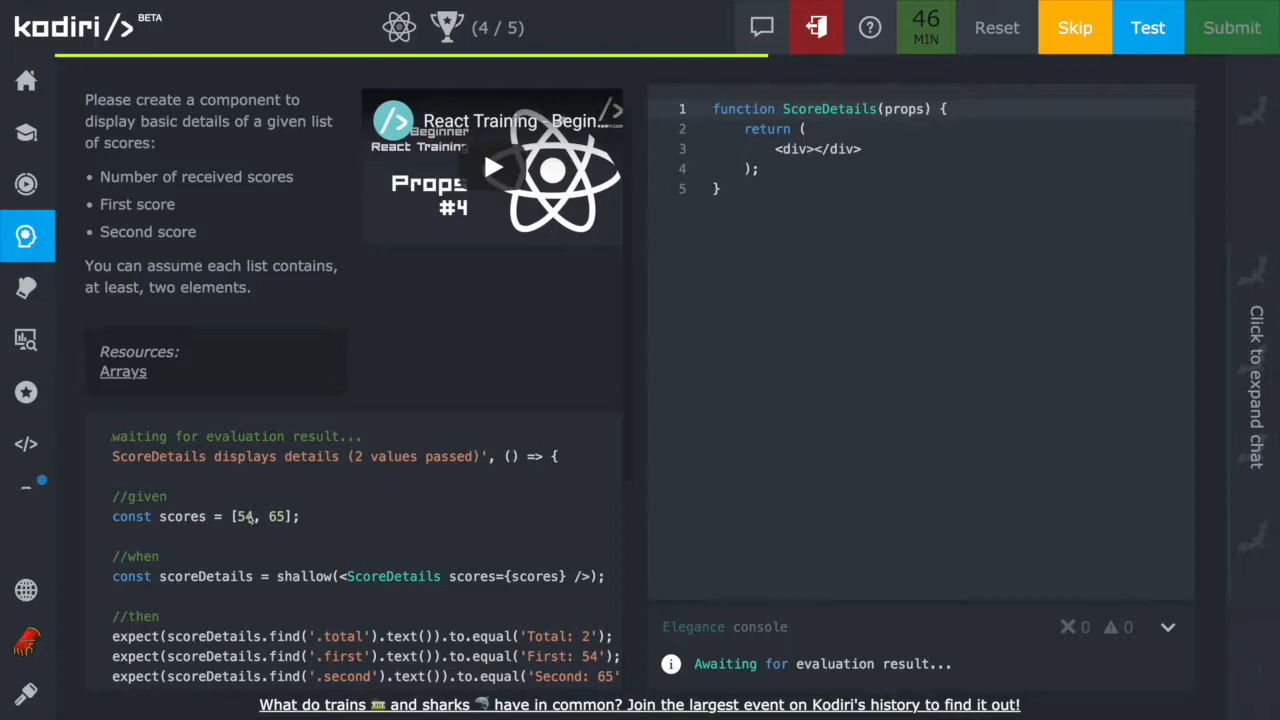 kodiri/> BETA
(4 / 5)
46 MIN
Reset
Skip
Test
Submit
Please create a component to
display basic details of a given list
of scores:
• Number of received scores
• First score
• Second score
You can assume each list contains,
at least, two elements.
React Training - Begin...
Beginner
React Training
Props
#4
Resources:
Arrays
waiting for evaluation result...
ScoreDetails displays details (2 values passed)', () => {
//given
const scores = [54, 65];
//when
const scoreDetails = shallow(<ScoreDetails scores={scores} />);
//then
expect(scoreDetails.find('.total').text()).to.equal('Total: 2');
expect(scoreDetails.find('.first').text()).to.equal('First: 54');
expect(scoreDetails.find('.second').text()).to.equal('Second: 65'
1 function ScoreDetails(props) {
2 return (
3 <div></div>
4 );
5 }
Elegance console
0 0
Awaiting for evaluation result...
Click to expand chat
What do trains 🚃 and sharks 🦈 have in common? Join the largest event on Kodiri's history to find it out!